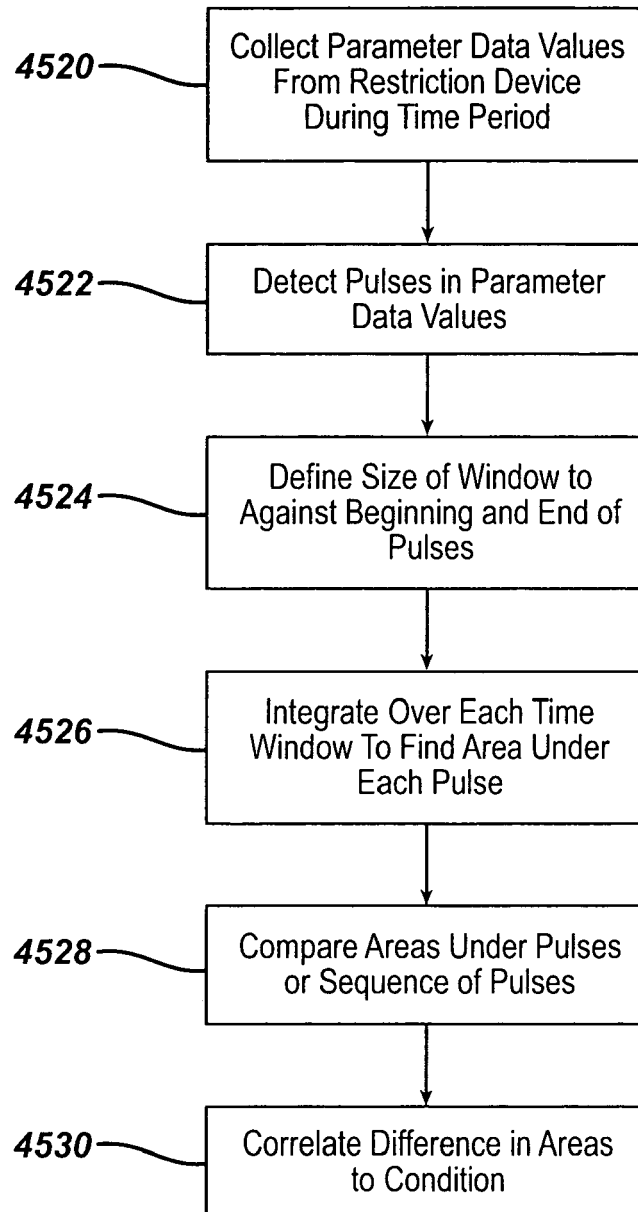 4520
Collect Parameter Data Values
From Restriction Device
During Time Period
4522
Detect Pulses in Parameter
Data Values
4524
Define Size of Window to
Against Beginning and End of
Pulses
4526
Integrate Over Each Time
Window To Find Area Under
Each Pulse
4528
Compare Areas Under Pulses
or Sequence of Pulses
4530
Correlate Difference in Areas
to Condition